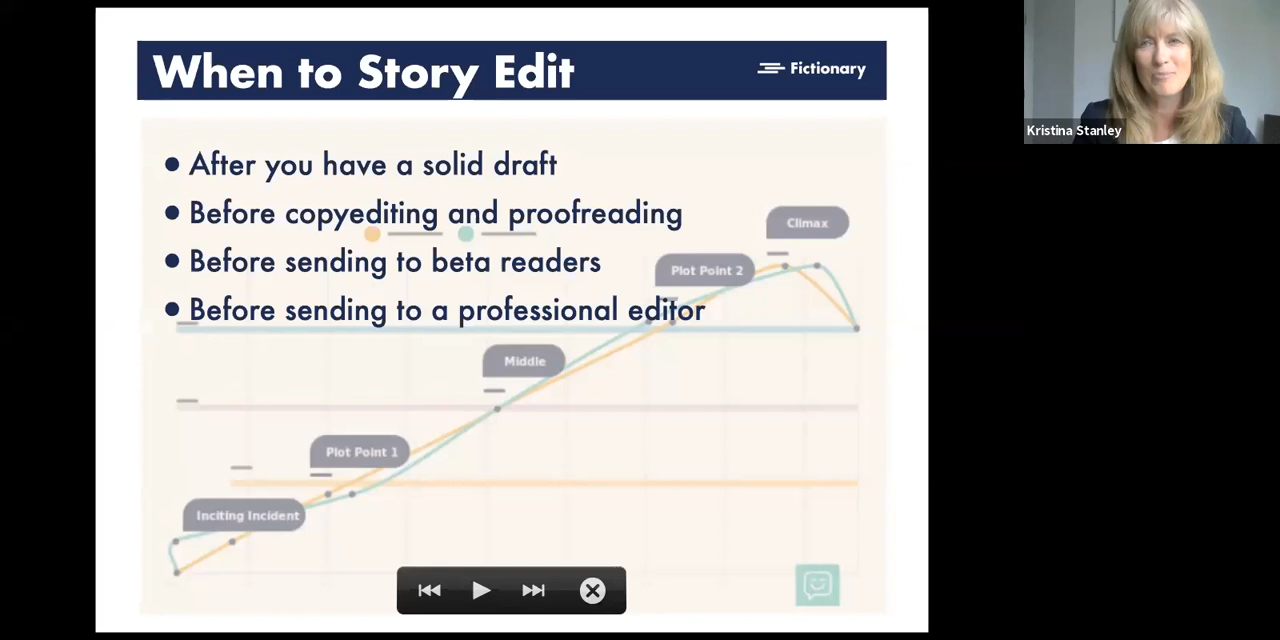 When to Story Edit
Fictionary
Kristina Stanley
• After you have a solid draft
• Before copyediting and proofreading
• Before sending to beta readers
• Before sending to a professional editor
Climax
Plot Point 2
Middle
Plot Point 1
Inciting Incident